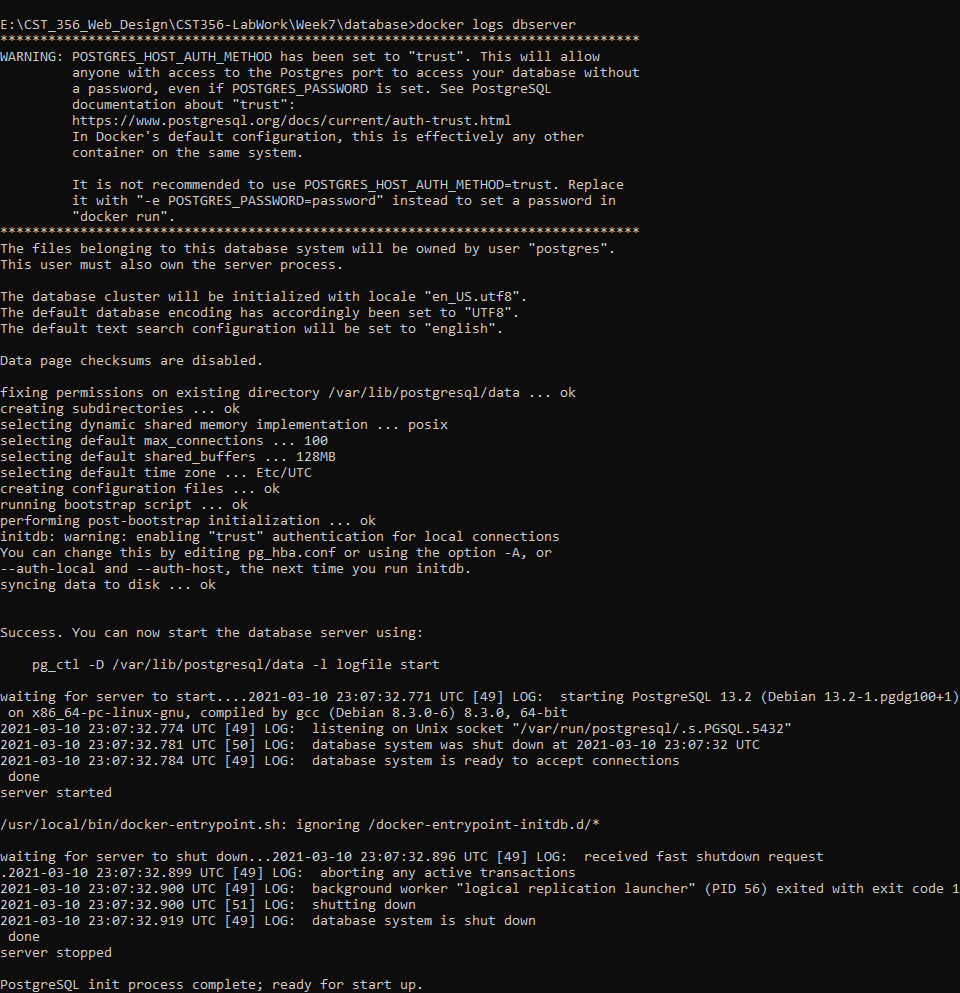 E:\CST_356_Web_Design\CST356-LabWork\Week7\database>docker logs dbserver
********************************************************************************
WARNING: POSTGRES_HOST_AUTH_METHOD has been set to "trust". This will allow
         anyone with access to the Postgres port to access your database without
         a password, even if POSTGRES_PASSWORD is set. See PostgreSQL
         documentation about "trust":
         https://www.postgresql.org/docs/current/auth-trust.html
         In Docker's default configuration, this is effectively any other
         container on the same system.

         It is not recommended to use POSTGRES_HOST_AUTH_METHOD=trust. Replace
         it with "-e POSTGRES_PASSWORD=password" instead to set a password in
         "docker run".
********************************************************************************
The files belonging to this database system will be owned by user "postgres".
This user must also own the server process.

The database cluster will be initialized with locale "en_US.utf8".
The default database encoding has accordingly been set to "UTF8".
The default text search configuration will be set to "english".

Data page checksums are disabled.

fixing permissions on existing directory /var/lib/postgresql/data ... ok
creating subdirectories ... ok
selecting dynamic shared memory implementation ... posix
selecting default max_connections ... 100
selecting default shared_buffers ... 128MB
selecting default time zone ... Etc/UTC
creating configuration files ... ok
running bootstrap script ... ok
performing post-bootstrap initialization ... ok
initdb: warning: enabling "trust" authentication for local connections
You can change this by editing pg_hba.conf or using the option -A, or
--auth-local and --auth-host, the next time you run initdb.
syncing data to disk ... ok


Success. You can now start the database server using:

    pg_ctl -D /var/lib/postgresql/data -l logfile start

waiting for server to start....2021-03-10 23:07:32.771 UTC [49] LOG:  starting PostgreSQL 13.2 (Debian 13.2-1.pgdg100+1)
 on x86_64-pc-linux-gnu, compiled by gcc (Debian 8.3.0-6) 8.3.0, 64-bit
2021-03-10 23:07:32.774 UTC [49] LOG:  listening on Unix socket "/var/run/postgresql/.s.PGSQL.5432"
2021-03-10 23:07:32.781 UTC [50] LOG:  database system was shut down at 2021-03-10 23:07:32 UTC
2021-03-10 23:07:32.784 UTC [49] LOG:  database system is ready to accept connections
 done
server started

/usr/local/bin/docker-entrypoint.sh: ignoring /docker-entrypoint-initdb.d/*

waiting for server to shut down...2021-03-10 23:07:32.896 UTC [49] LOG:  received fast shutdown request
.2021-03-10 23:07:32.899 UTC [49] LOG:  aborting any active transactions
2021-03-10 23:07:32.900 UTC [49] LOG:  background worker "logical replication launcher" (PID 56) exited with exit code 1
2021-03-10 23:07:32.900 UTC [51] LOG:  shutting down
2021-03-10 23:07:32.919 UTC [49] LOG:  database system is shut down
 done
server stopped

PostgreSQL init process complete; ready for start up.